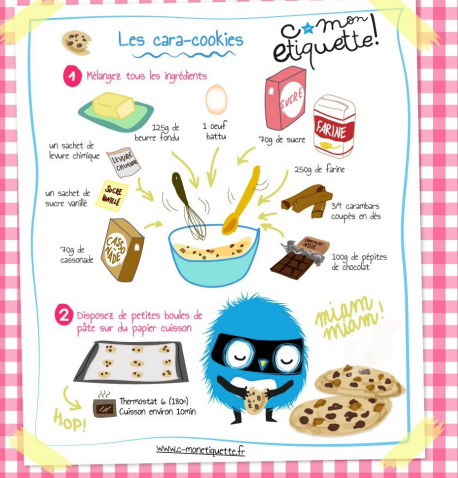 Les cara-cookies
c mon
etiquette!
1 Mélangez tous les ingrédients
125g de
beurre fondu
1 oeuf
battu
SUCRE
70g de sucre
FARINE
250g de farine
un sachet de
levure chimique
LEVURE
CHIMIQUE
un sachet de
sucre vanillé
SUCRE
VANILLÉ
3/4 carambars
coupés en dés
70g de
cassonade
CASSO
NADE
CHOCOLAT
NOIR
100g de pépites
de chocolat
2 Disposez de petites boules de
pâte sur du papier cuisson
miam
miam!
HOP!
Thermostat 6 (180°)
Cuisson environ 10min
www.c-monetiquette.fr